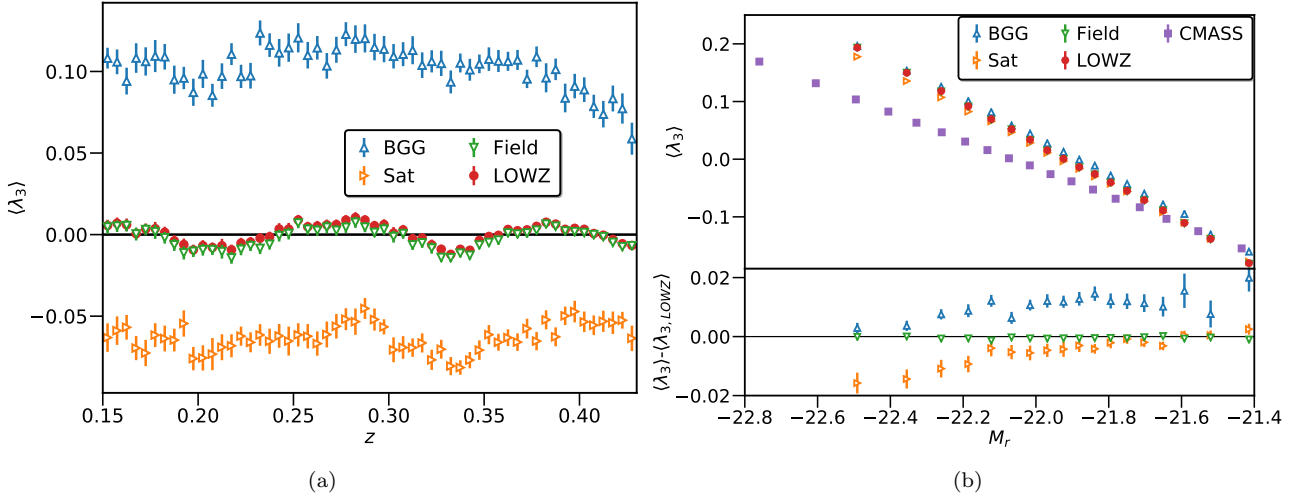 0.10
0.05
0.00
−0.05
⟨λ3⟩
BGG
Sat
Field
LOWZ
0.15 0.20 0.25 0.30 0.35 0.40
z
(a)
0.2
0.1
0.0
−0.1
⟨λ3⟩
BGG
Sat
Field
LOWZ
CMASS
0.02
0.00
−0.02
⟨λ3⟩-⟨λ3, LOWZ⟩
−22.8 −22.6 −22.4 −22.2 −22.0 −21.8 −21.6 −21.4
Mr
(b)